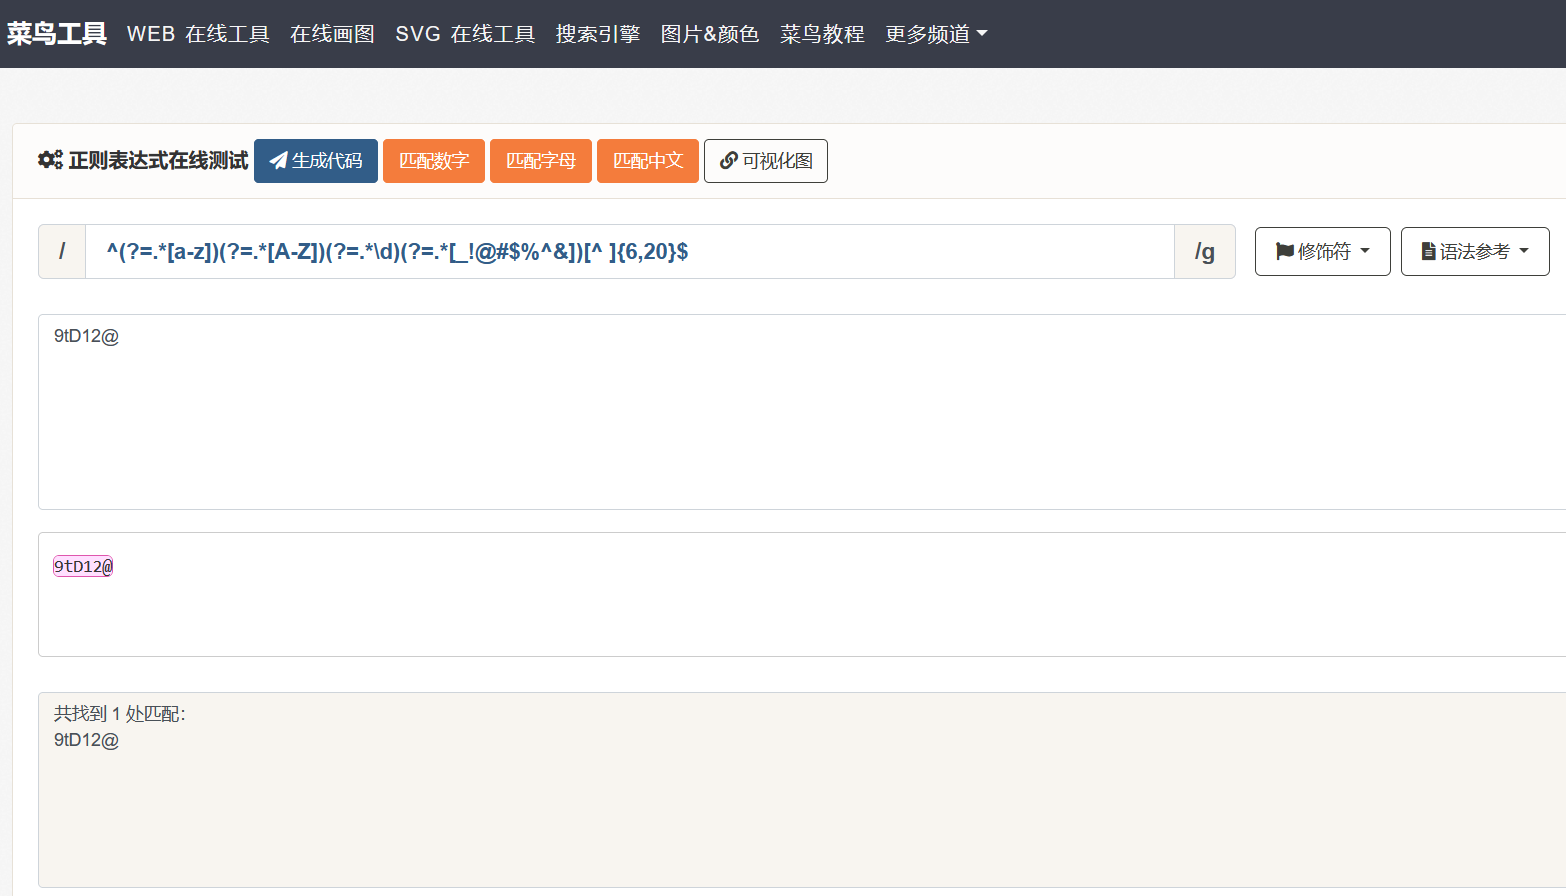 菜鸟工具 WEB 在线工具 在线画图 SVG 在线工具 搜索引擎 图片&颜色 菜鸟教程 更多频道
正则表达式在线测试 生成代码 匹配数字 匹配字母 匹配中文 可视化图
/ ^(?=.*[a-z])(?=.*[A-Z])(?=.*\d)(?=.*[_!@#$%^&])[^ ]{6,20}$ /g 修饰符 语法参考
9tD12@
9tD12@
共找到 1 处匹配：
9tD12@